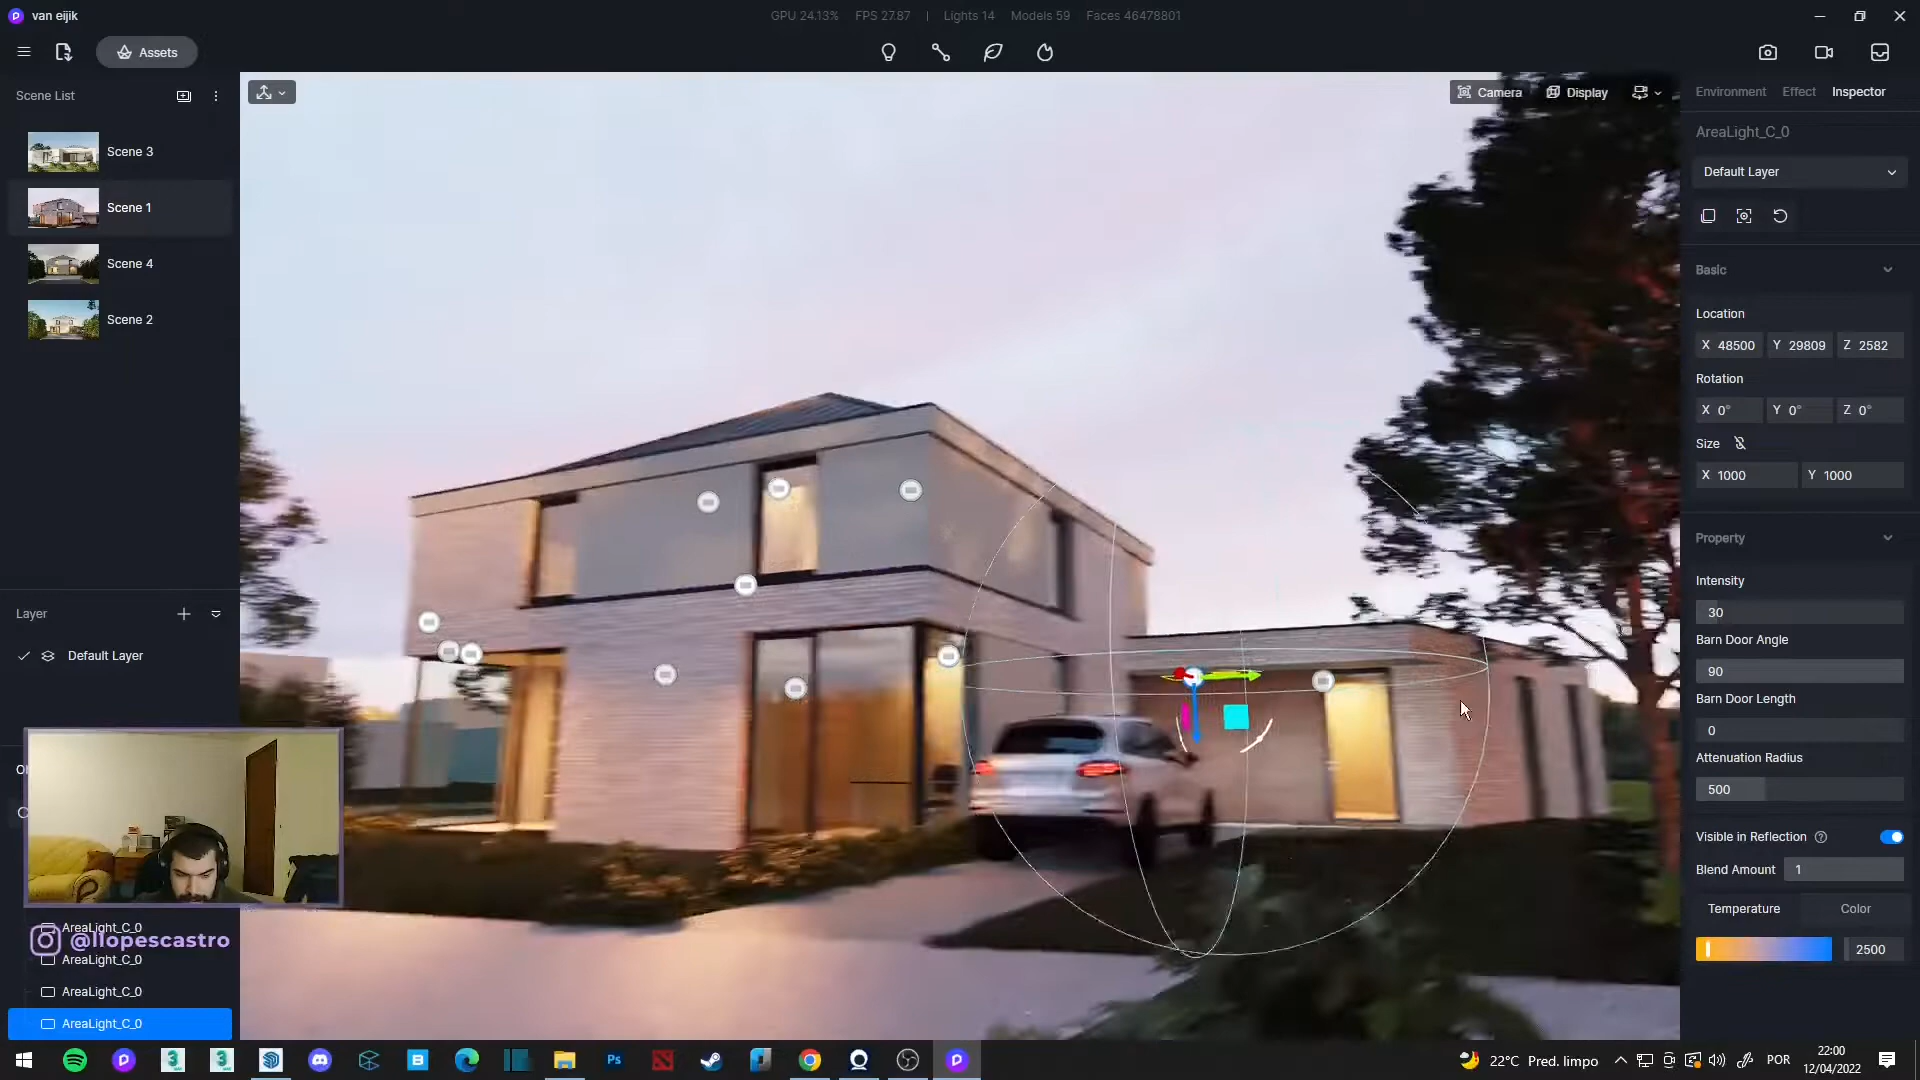 van eijik
GPU 24.13% FPS 27.87 | Lights 14 Models 59 Faces 46478801
Assets
Scene List
Scene 3
Scene 1
Scene 4
Scene 2
Layer
Default Layer
AreaLight_C_0
@llopescastro
AreaLight_C_0
AreaLight_C_0
AreaLight_C_0
Camera Display
Environment Effect Inspector
AreaLight_C_0
Default Layer
Basic
Location
X 48500 Y 29809 Z 2582
Rotation
X 0° Y 0° Z 0°
Size
X 1000 Y 1000
Property
Intensity
30
Barn Door Angle
90
Barn Door Length
0
Attenuation Radius
500
Visible in Reflection ?
Blend Amount 1
Temperature Color
2500
3 3 B Ps
22°C Pred. limpo POR 22:00
12/04/2022